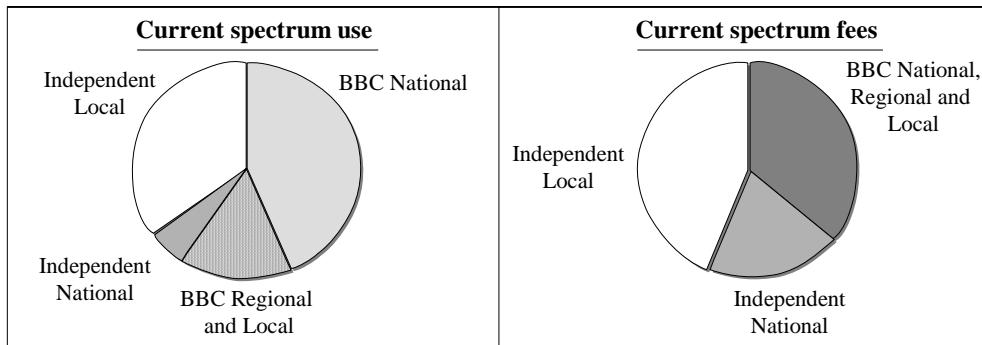 Current spectrum use
Independent
Local
BBC National
Independent
National
BBC Regional
and Local
Current spectrum fees
BBC National,
Regional and
Local
Independent
Local
Independent
National